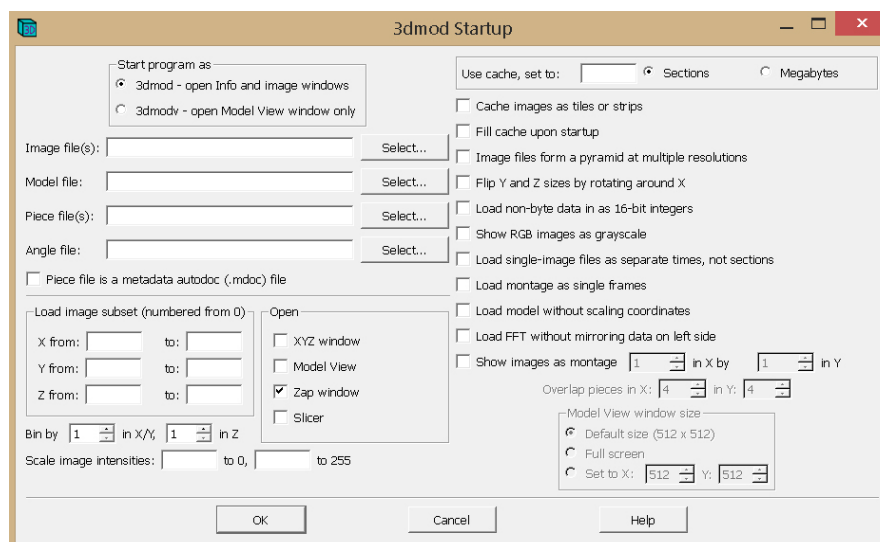 3dmod Startup
Start program as
3dmod - open Info and image windows
3dmodv - open Model View window only
Image file(s): Select...
Model file: Select...
Piece file(s): Select...
Angle file: Select...
Piece file is a metadata autodoc (.mdoc) file
Load image subset (numbered from 0)
X from: to:
Y from: to:
Z from: to:
Open
XYZ window
Model View
Zap window
Slicer
Bin by 1 in X/Y, 1 in Z
Scale image intensities: to 0, to 255
Use cache, set to: Sections Megabytes
Cache images as tiles or strips
Fill cache upon startup
Image files form a pyramid at multiple resolutions
Flip Y and Z sizes by rotating around X
Load non-byte data in as 16-bit integers
Show RGB images as grayscale
Load single-image files as separate times, not sections
Load montage as single frames
Load model without scaling coordinates
Load FFT without mirroring data on left side
Show images as montage 1 in X by 1 in Y
Overlap pieces in X: 4 in Y: 4
Model View window size
Default size (512 x 512)
Full screen
Set to X: 512 Y: 512
OK Cancel Help